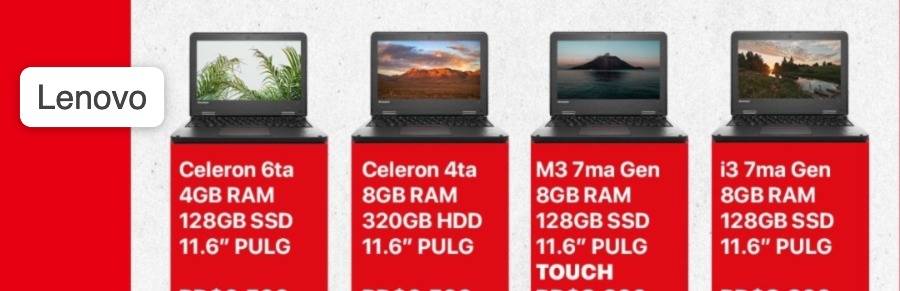 Lenovo
Celeron 6ta
4GB RAM
128GB SSD
11.6” PULG
Celeron 4ta
8GB RAM
320GB HDD
11.6” PULG
M3 7ma Gen
8GB RAM
128GB SSD
11.6” PULG
TOUCH
i3 7ma Gen
8GB RAM
128GB SSD
11.6” PULG